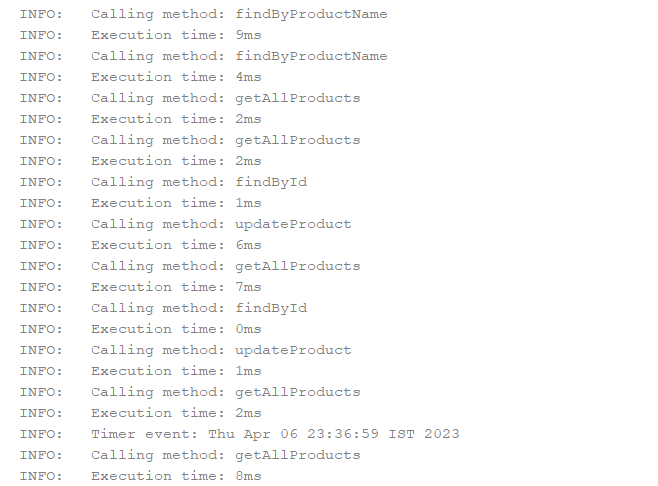 INFO: Calling method: findByProductName
INFO: Execution time: 9ms
INFO: Calling method: findByProductName
INFO: Execution time: 4ms
INFO: Calling method: getAllProducts
INFO: Execution time: 2ms
INFO: Calling method: getAllProducts
INFO: Execution time: 2ms
INFO: Calling method: findById
INFO: Execution time: 1ms
INFO: Calling method: updateProduct
INFO: Execution time: 6ms
INFO: Calling method: getAllProducts
INFO: Execution time: 7ms
INFO: Calling method: findById
INFO: Execution time: 0ms
INFO: Calling method: updateProduct
INFO: Execution time: 1ms
INFO: Calling method: getAllProducts
INFO: Execution time: 2ms
INFO: Timer event: Thu Apr 06 23:36:59 IST 2023
INFO: Calling method: getAllProducts
INFO: Execution time: 8ms